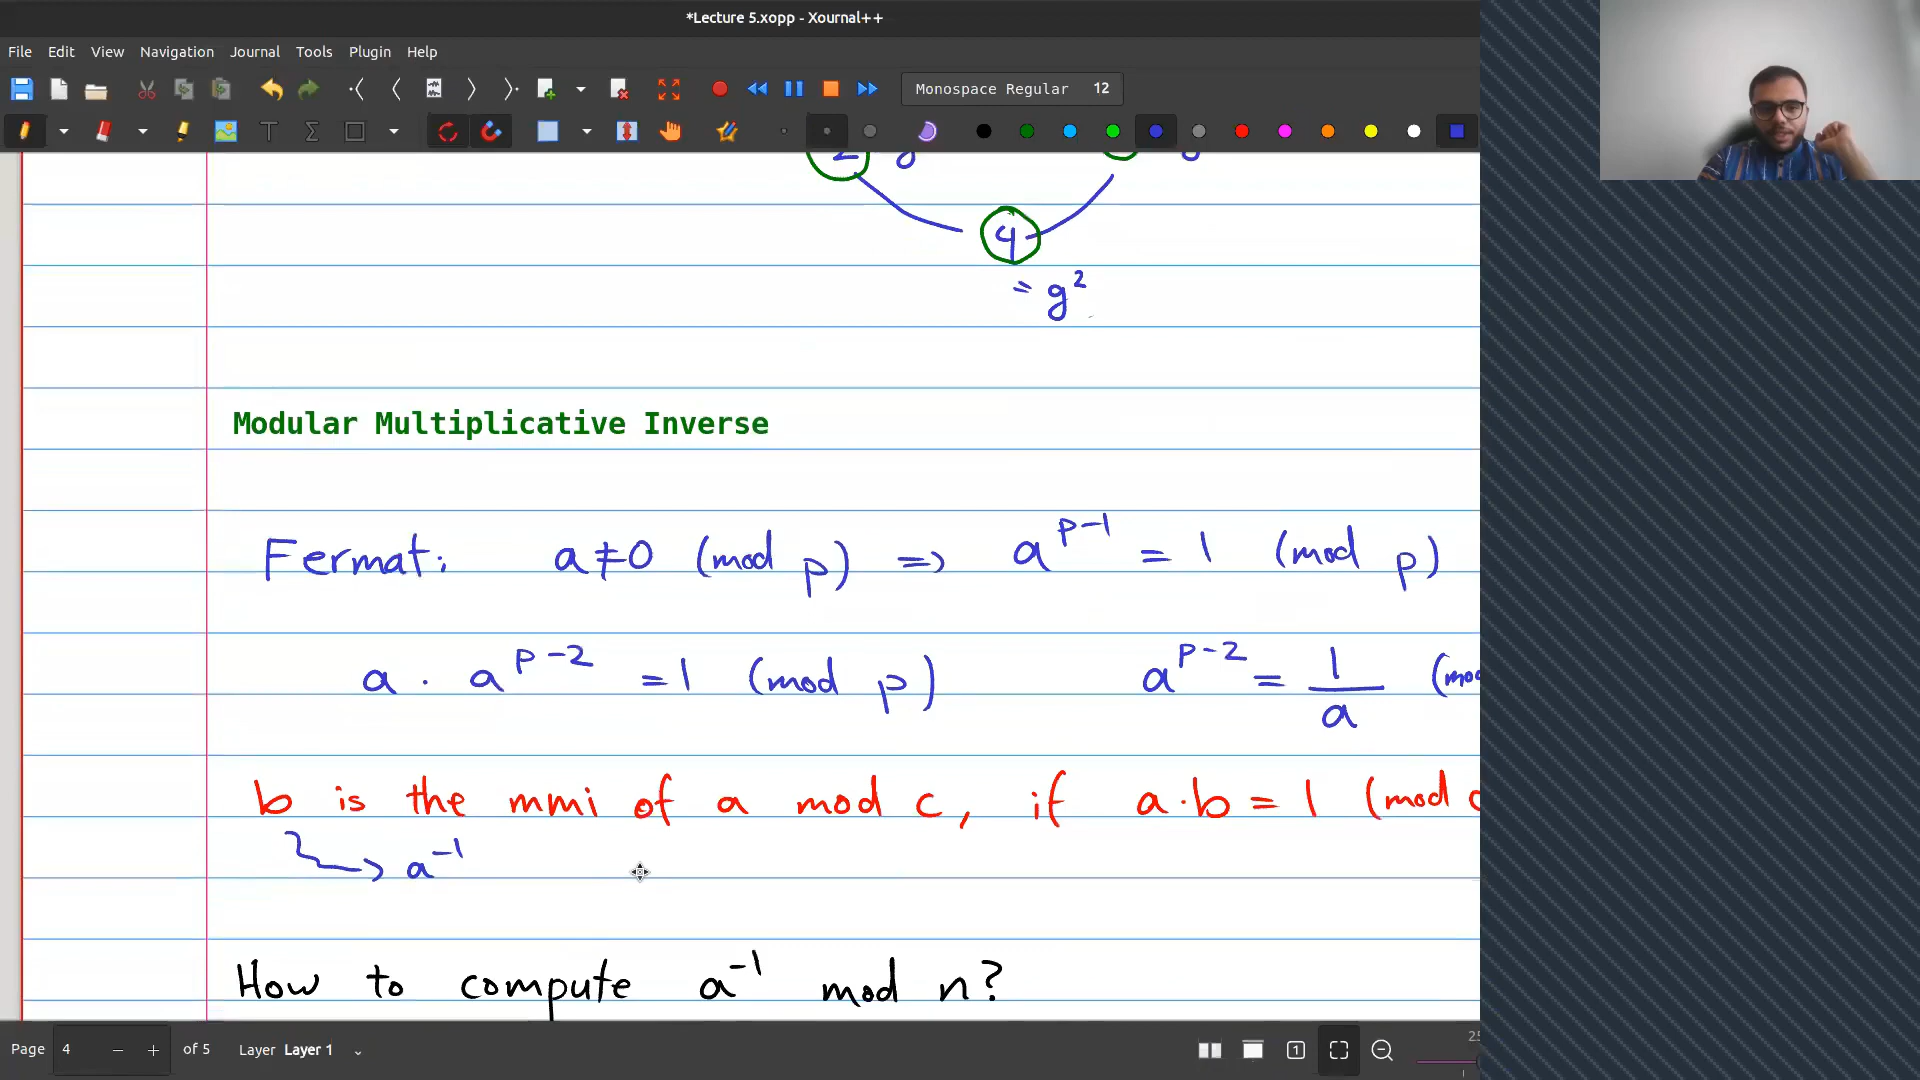 *Lecture 5.xopp - Xournal++
File Edit View Navigation Journal Tools Plugin Help
Monospace Regular 12
4
= g²
Modular Multiplicative Inverse
Fermat: a≠0 (mod p) => a^{p-1} = 1 (mod p)
a · a^{p-2} = 1 (mod p) a^{p-2} = 1/a (mod
b is the mmi of a mod c, if a·b = 1 (mod c
→ a^{-1}
How to compute a^{-1} mod n?
Page 4 − + of 5 Layer Layer 1